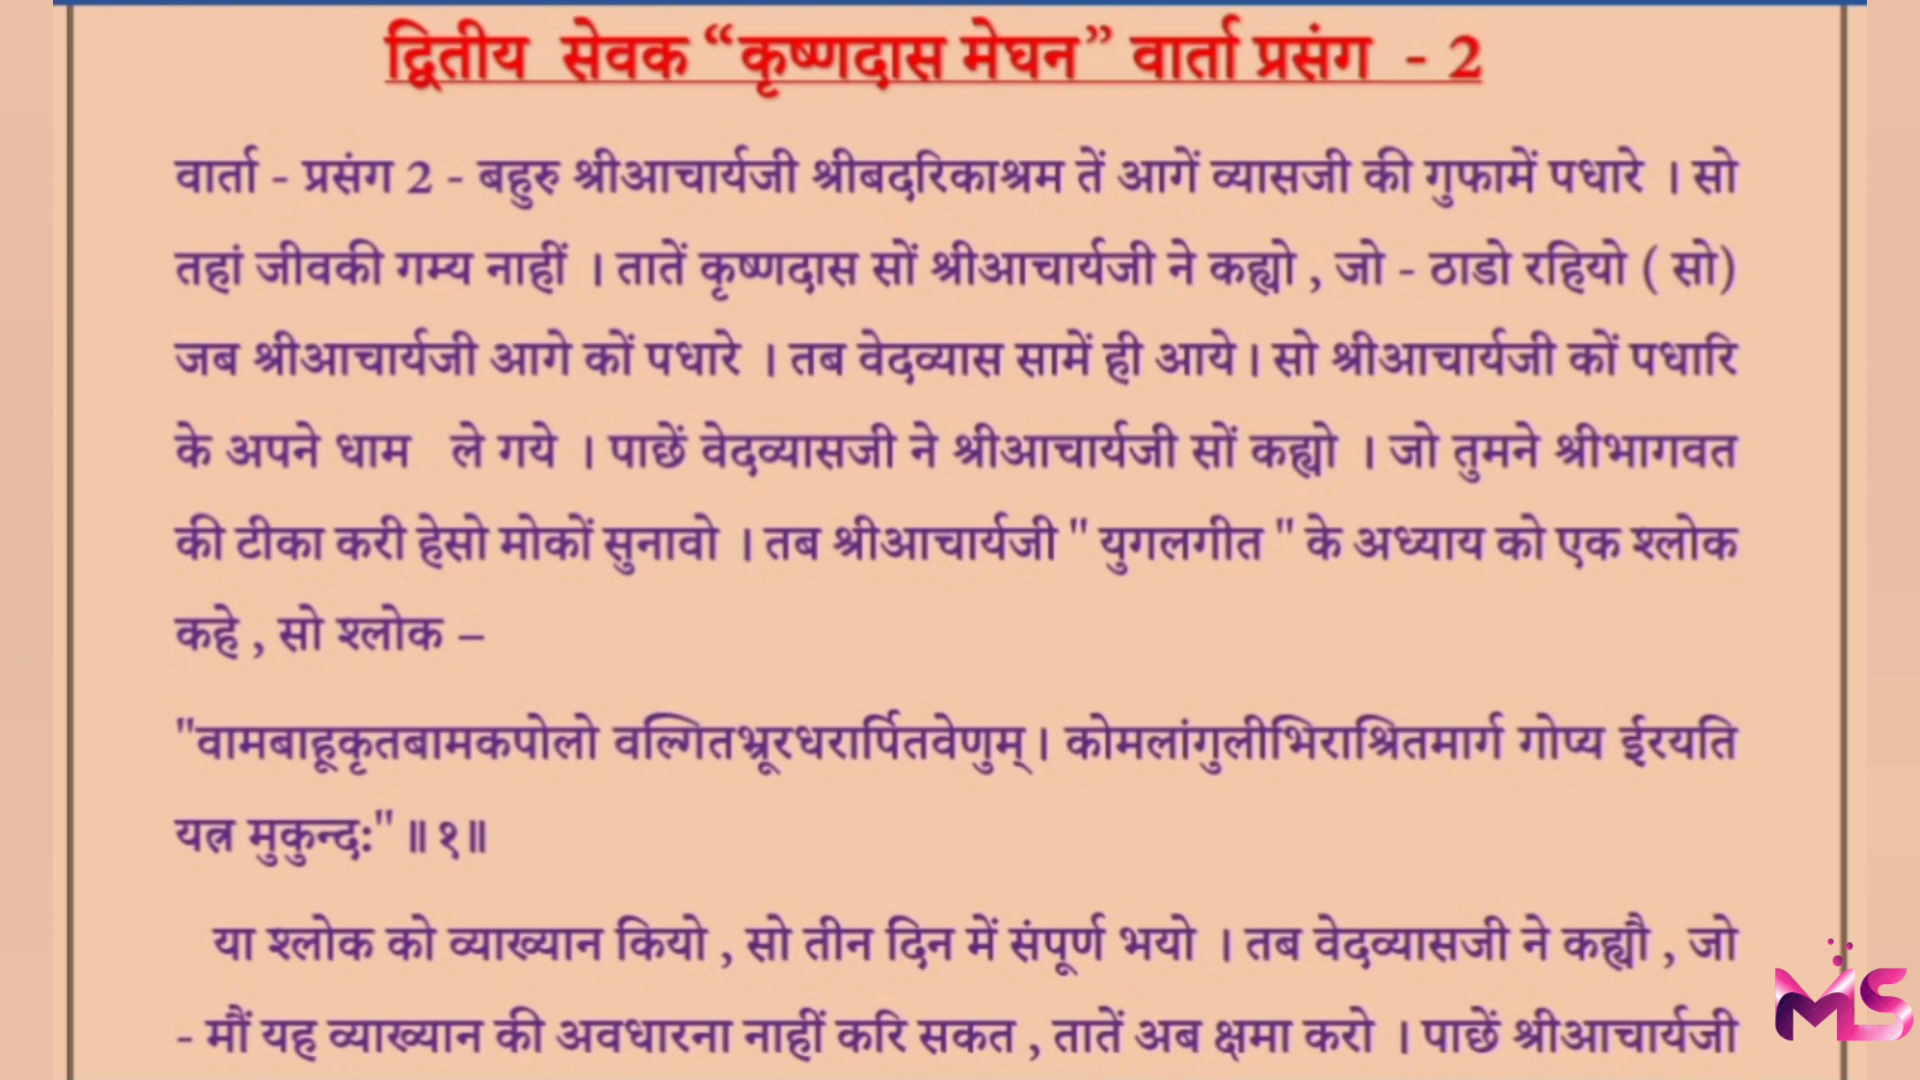 द्वितीय सेवक “कृष्णदास मेघन” वार्ता प्रसंग - 2
वार्ता - प्रसंग 2 - बहुरु श्रीआचार्यजी श्रीबदरिकाश्रम तें आगें व्यासजी की गुफामें पधारे । सो
तहां जीवकी गम्य नाहीं । तातें कृष्णदास सों श्रीआचार्यजी ने कह्यो , जो - ठाडो रहियो ( सो)
जब श्रीआचार्यजी आगे कों पधारे । तब वेदव्यास सामें ही आये। सो श्रीआचार्यजी कों पधारि
के अपने धाम ले गये । पाछें वेदव्यासजी ने श्रीआचार्यजी सों कह्यो । जो तुमने श्रीभागवत
की टीका करी हेसो मोकों सुनावो । तब श्रीआचार्यजी " युगलगीत " के अध्याय को एक श्लोक
कहे , सो श्लोक –
"वामबाहूकृतबामकपोलो वल्गितभ्रूरधरार्पितवेणुम्। कोमलांगुलीभिराश्रितमार्ग गोप्य ईरयति
यत्न मुकुन्द:" ॥ १॥
या श्लोक को व्याख्यान कियो , सो तीन दिन में संपूर्ण भयो । तब वेदव्यासजी ने कह्यौ , जो
- मौं यह व्याख्यान की अवधारना नाहीं करि सकत , तातें अब क्षमा करो । पाछें श्रीआचार्यजी
MS